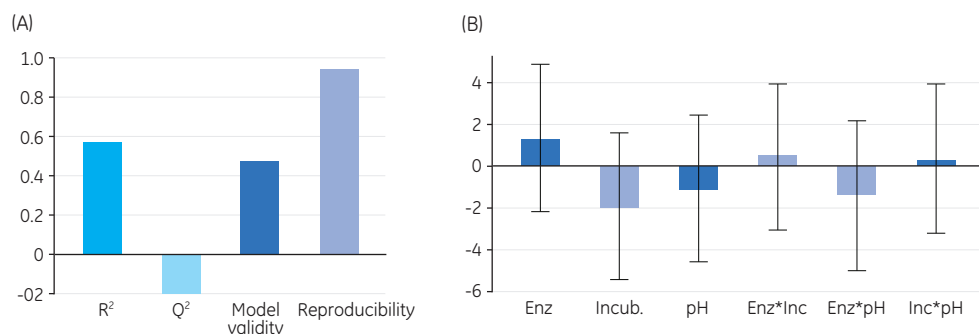 (A)
1.0
0.8
0.6
0.4
0.2
0
-02
R²
Q²
Model
validity
Reproducibility
(B)
4
2
0
-2
-4
-6
Enz
Incub.
pH
Enz*Inc
Enz*pH
Inc*pH